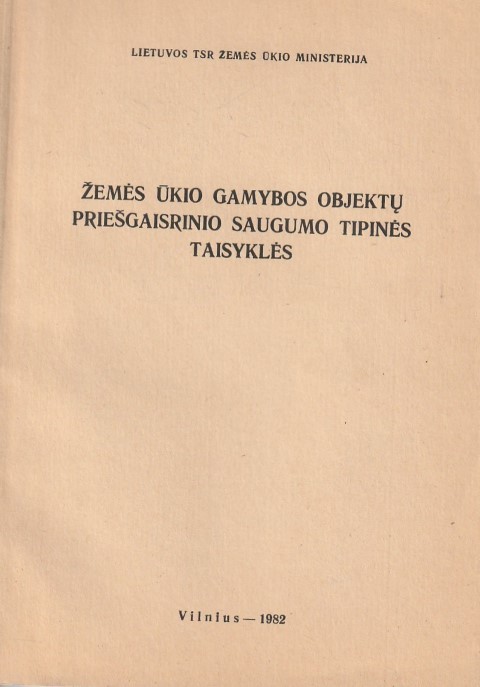 LIETUVOS TSR ŽEMĖS ŪKIO MINISTERIJA
ŽEMĖS ŪKIO GAMYBOS OBJEKTŲ
PRIEŠGAISRINIO SAUGUMO TIPINĖS
TAISYKLĖS
Vilnius — 1982